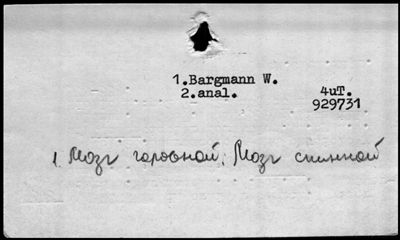 1.Bargmann W.
2.anal.
4uT.
929731
1. Мозг головной; Мозг спинной